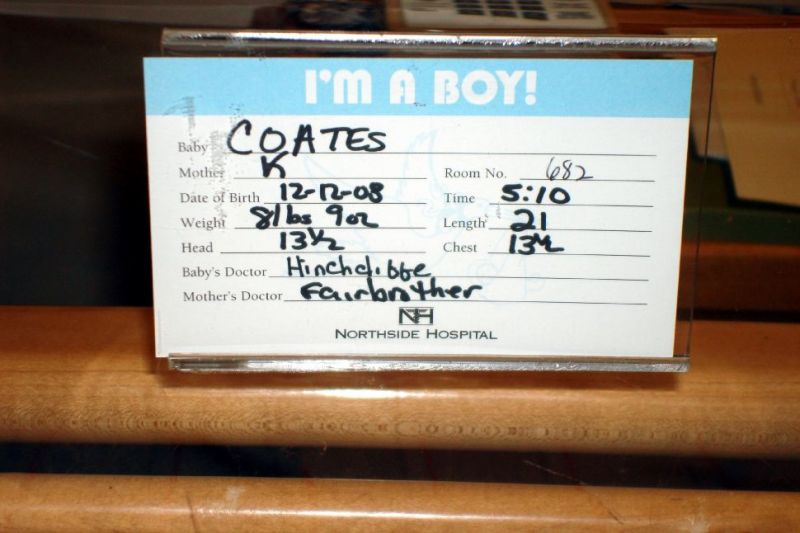 I'M A BOY!
Baby COATES
Mother K Room No. 682
Date of Birth 12-12-08 Time 5:10
Weight 8lbs 9oz Length 21
Head 13½ Chest 13½
Baby's Doctor Hinchcliffe
Mother's Doctor Fairbrother
NH
NORTHSIDE HOSPITAL